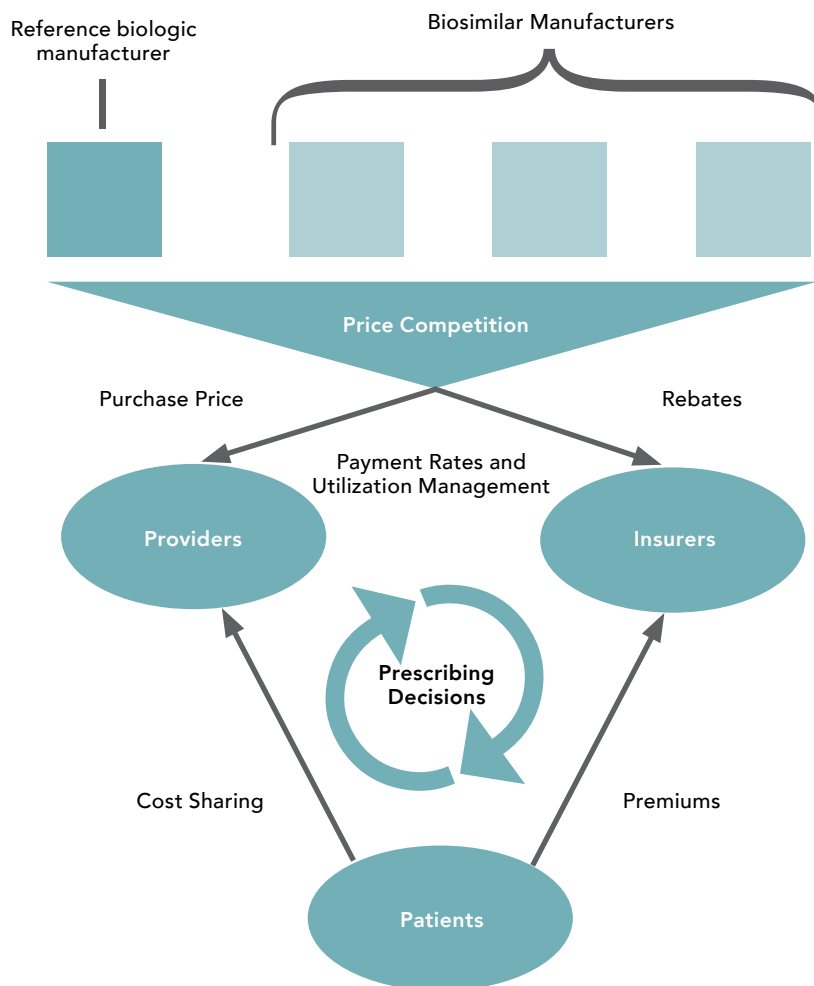 Reference biologic
manufacturer
Biosimilar Manufacturers
Price Competition
Purchase Price
Rebates
Payment Rates and
Utilization Management
Providers
Insurers
Prescribing
Decisions
Cost Sharing
Premiums
Patients